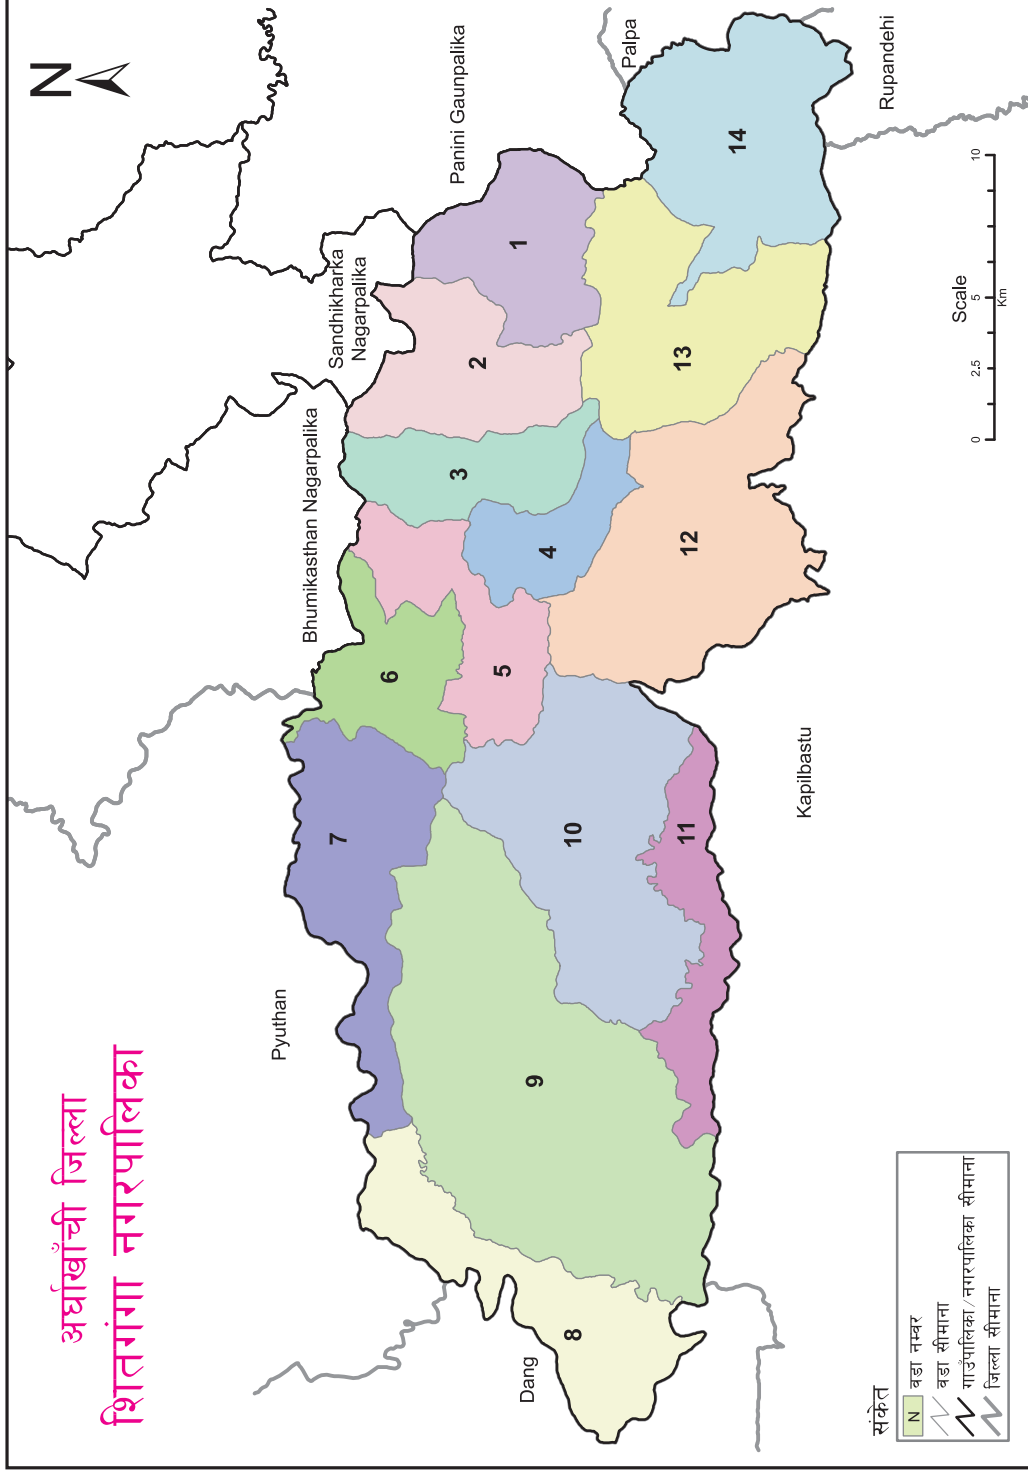 अर्घाखाँची जिल्ला
शितगंगा नगरपालिका
N
Pyuthan
Bhumikasthan Nagarpalika
Sandhikharka
Nagarpalika
Panini Gaunpalika
Palpa
Rupandehi
Kapilbastu
Dang
1
2
3
4
5
6
7
8
9
10
11
12
13
14
Scale
0 2.5 5 10
Km
संकेत
N वडा नम्वर
वडा सीमाना
गाउँपालिका/नगरपालिका सीमाना
जिल्ला सीमाना